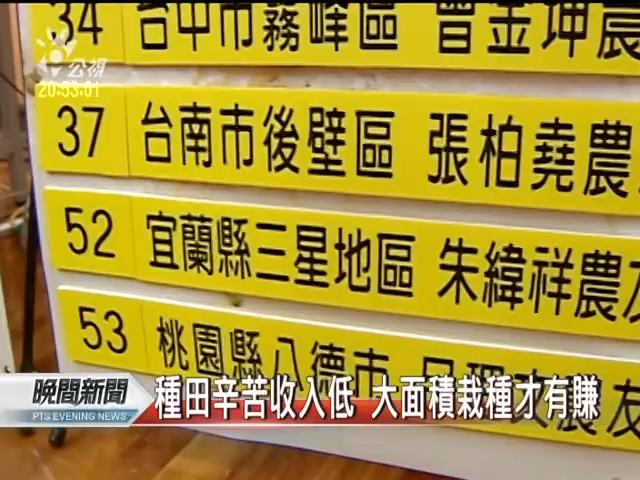 34 台中市霧峰區 曾金坤農
公視
20:53:01
37 台南市後壁區 張柏堯農
52 宜蘭縣三星地區 朱緯祥農友
53 桃園縣八德市 農友
晚間新聞 種田辛苦收入低 大面積栽種才有賺
PTS EVENING NEWS